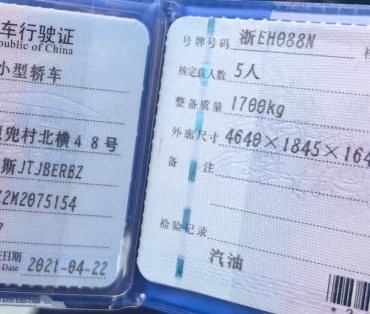 车行驶证
public of China
小型轿车
兜村北横48号
斯JTJBERBZ
2M2075154
2021-04-22
号牌号码 浙EH088N
核定载人数 5人
整备质量 1700kg
外廓尺寸 4640×1845×164
备注
检验记录
汽油